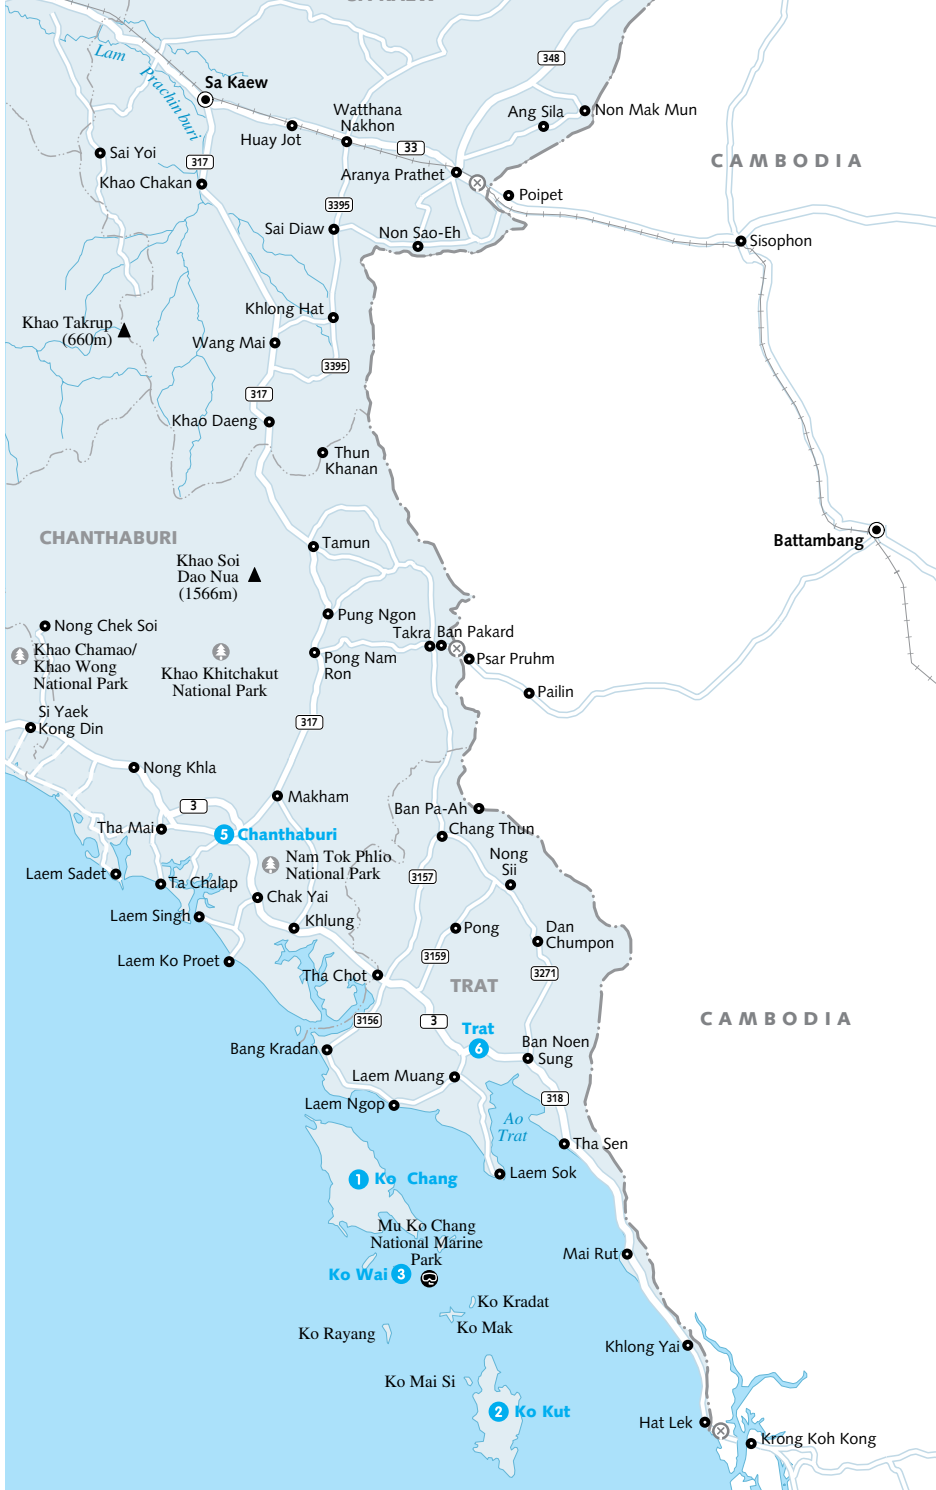 348
Lam
Prachin buri
Sa Kaew
Watthana
Nakhon
Ang Sila
Non Mak Mun
Huay Jot
33
CAMBODIA
Sai Yoi
317
Aranya Prathet
Khao Chakan
Poipet
3395
Sai Diaw
Non Sao-Eh
Sisophon
Khlong Hat
Khao Takrup
(660m)
Wang Mai
3395
317
Khao Daeng
Thun
Khanan
CHANTHABURI
Tamun
Battambang
Khao Soi
Dao Nua
(1566m)
Pung Ngon
Nong Chek Soi
Takra
Ban Pakard
Khao Chamao/
Khao Wong
National Park
Khao Khitchakut
National Park
Pong Nam
Ron
Psar Pruhm
Pailin
Si Yaek
Kong Din
317
Nong Khla
Makham
3
Ban Pa-Ah
Tha Mai
5 Chanthaburi
Chang Thun
Nam Tok Phlio
National Park
Nong
Sii
Laem Sadet
Ta Chalap
3157
Chak Yai
Laem Singh
Khlung
Pong
Dan
Chumpon
Laem Ko Proet
3159
Tha Chot
3271
TRAT
3156
3
Trat
6
CAMBODIA
Bang Kradan
Ban Noen
Sung
Laem Muang
Laem Ngop
318
Ao
Trat
Tha Sen
1 Ko Chang
Laem Sok
Mu Ko Chang
National Marine
Park
Mai Rut
Ko Wai 3
Ko Kradat
Ko Rayang
Ko Mak
Khlong Yai
Ko Mai Si
2 Ko Kut
Hat Lek
Krong Koh Kong